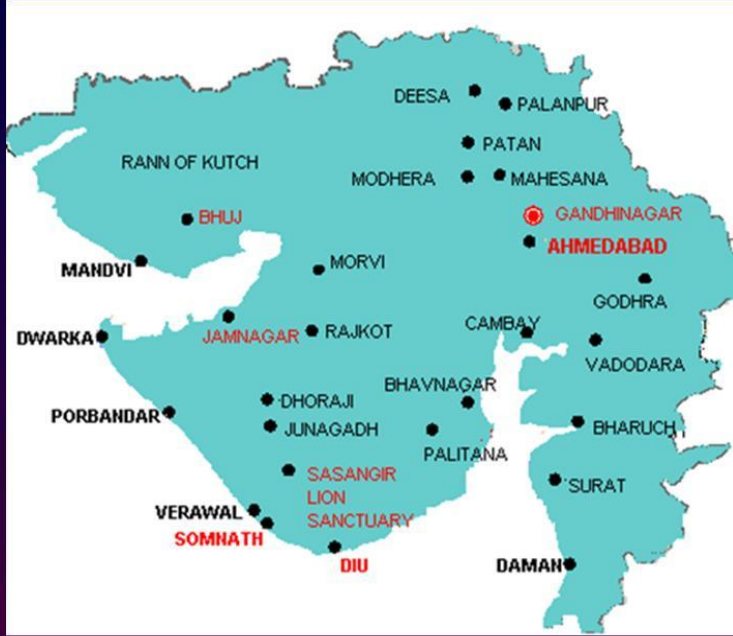 DEESA
PALANPUR
PATAN
RANN OF KUTCH
MODHERA
MAHESANA
BHUJ
GANDHINAGAR
AHMEDABAD
MANDVI
MORVI
GODHRA
CAMBAY
DWARKA
JAMNAGAR
RAJKOT
VADODARA
BHAVNAGAR
DHORAJI
PORBANDAR
JUNAGADH
BHARUCH
PALITANA
SASANGIR
LION
SANCTUARY
SURAT
VERAWAL
SOMNATH
DIU
DAMAN